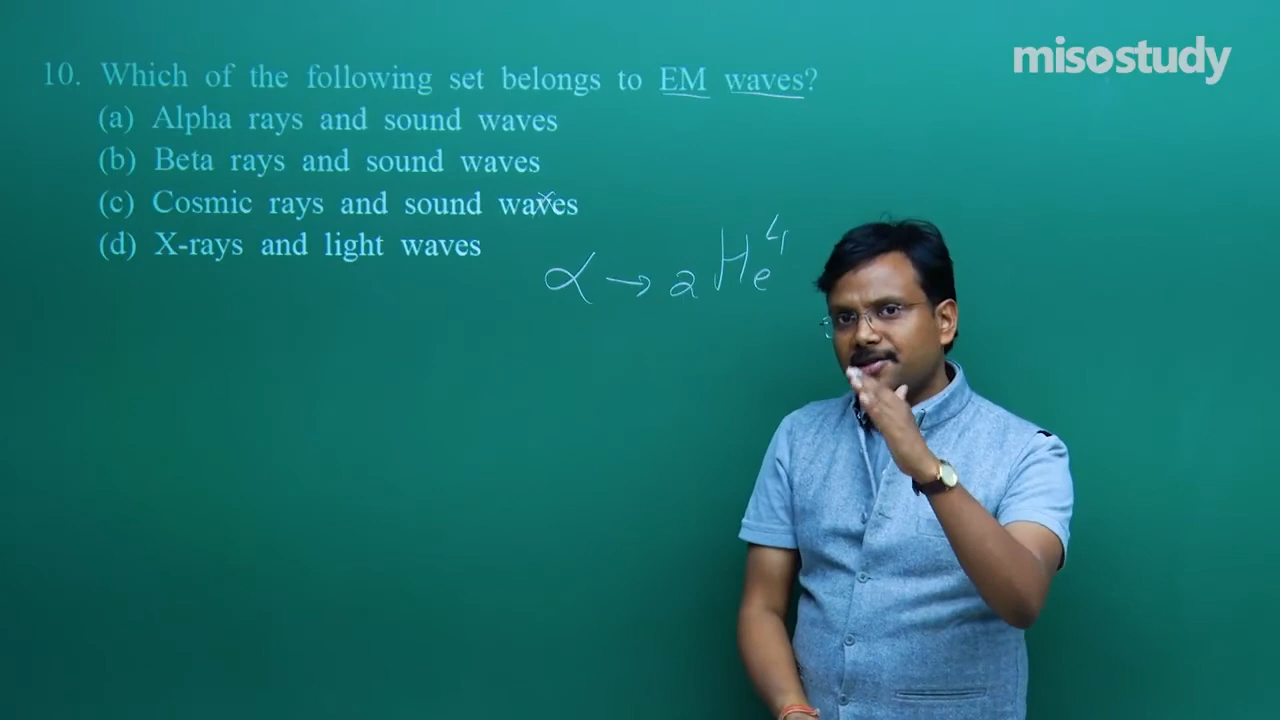 misostudy
10. Which of the following set belongs to EM waves?
(a) Alpha rays and sound waves
(b) Beta rays and sound waves
(c) Cosmic rays and sound waves
(d) X-rays and light waves
α → 2He⁴